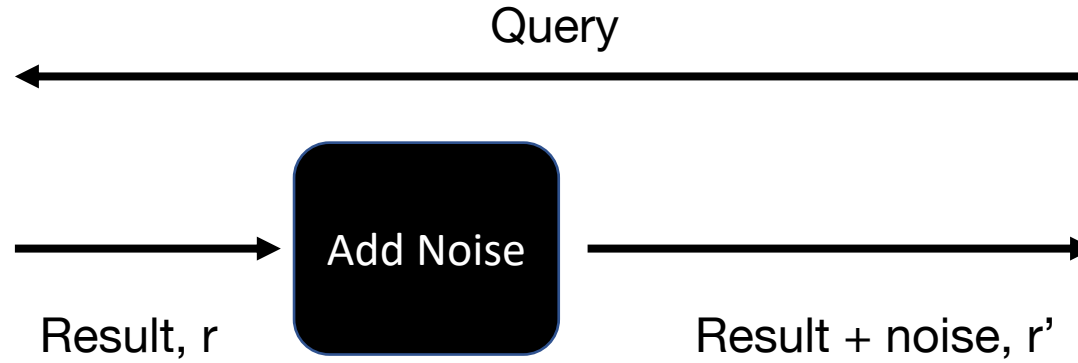 Query
Add Noise
Result, r
Result + noise, r’